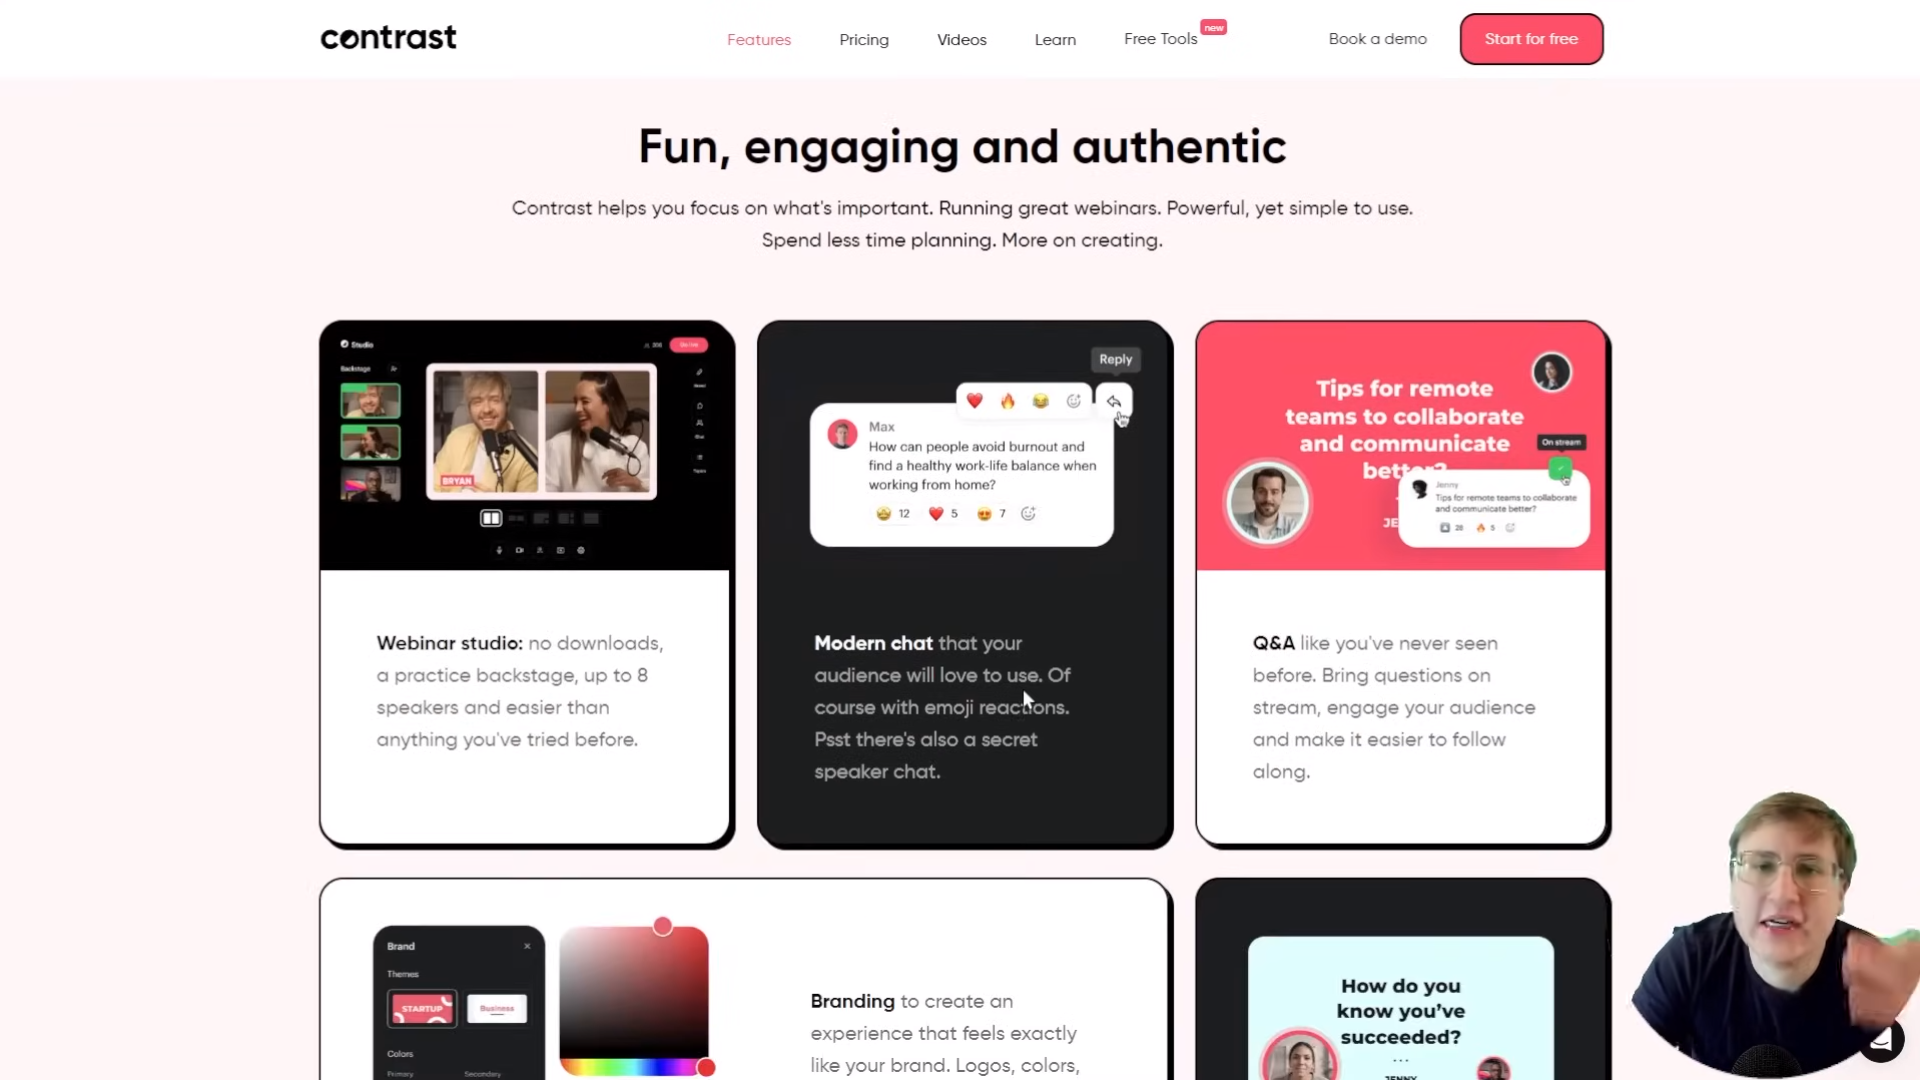 contrast
Features
Pricing
Videos
Learn
Free Tools
new
Book a demo
Start for free
Fun, engaging and authentic
Contrast helps you focus on what's important. Running great webinars. Powerful, yet simple to use.
Spend less time planning. More on creating.
Studio
Backstage
BRYAN
Reply
Max
How can people avoid burnout and
find a healthy work-life balance when
working from home?
12
5
7
Tips for remote
teams to collaborate
and communicate
better?
On stream
Jenny
Tips for remote teams to collaborate
and communicate better?
28
5
Webinar studio: no downloads,
a practice backstage, up to 8
speakers and easier than
anything you've tried before.
Modern chat that your
audience will love to use. Of
course with emoji reactions.
Psst there's also a secret
speaker chat.
Q&A like you've never seen
before. Bring questions on
stream, engage your audience
and make it easier to follow
along.
Brand
Themes
STARTUP
Business
Colors
Primary
Secondary
Branding to create an
experience that feels exactly
like your brand. Logos, colors,
How do you
know you've
succeeded?
JENNY